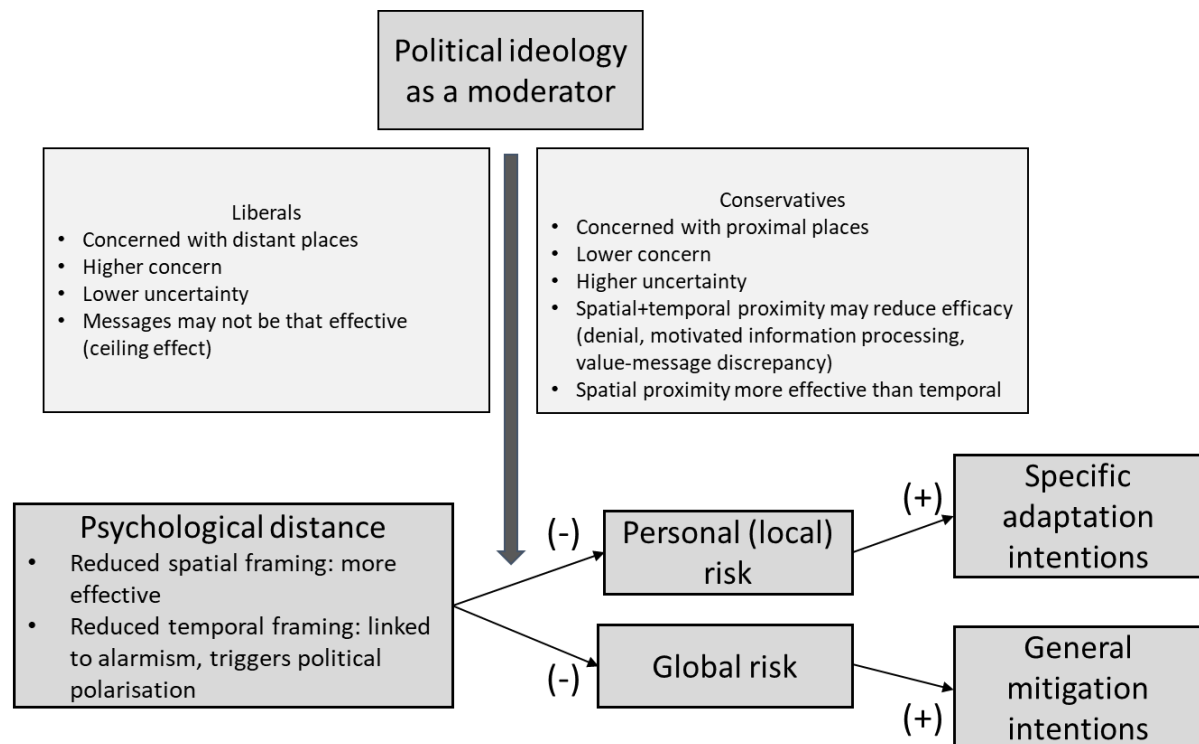 Political ideology
as a moderator
Liberals
• Concerned with distant places
• Higher concern
• Lower uncertainty
• Messages may not be that effective
(ceiling effect)
Conservatives
• Concerned with proximal places
• Lower concern
• Higher uncertainty
• Spatial+temporal proximity may reduce efficacy
(denial, motivated information processing,
value-message discrepancy)
• Spatial proximity more effective than temporal
Psychological distance
• Reduced spatial framing: more
effective
• Reduced temporal framing: linked
to alarmism, triggers political
polarisation
(-)
Personal (local)
risk
(+)
Specific
adaptation
intentions
(-)
Global risk
(+)
General
mitigation
intentions